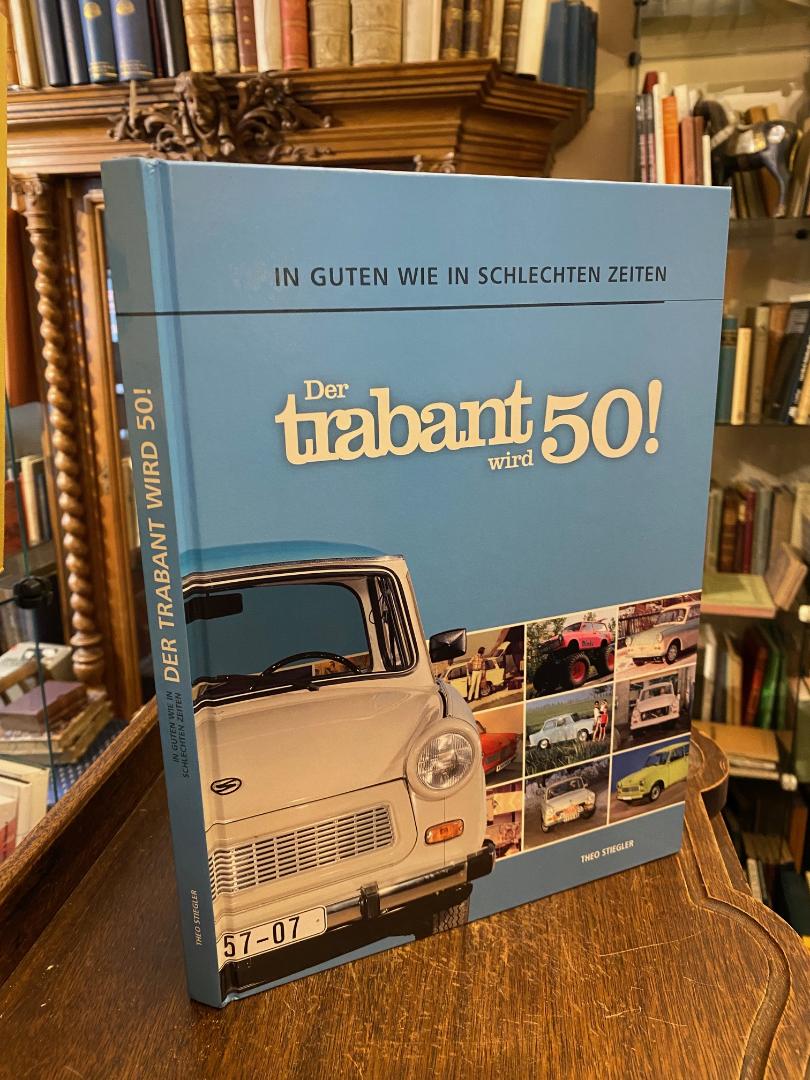 IN GUTEN WIE IN SCHLECHTEN ZEITEN
Der
trabant
wird
50!
THEO STIEGLER
57-07
IN GUTEN WIE IN
SCHLECHTEN ZEITEN
DER TRABANT WIRD 50!
THEO STIEGLER